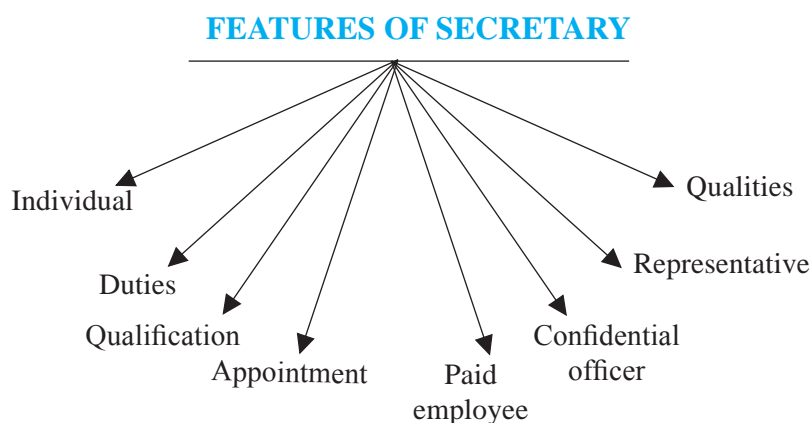 FEATURES OF SECRETARY
Individual
Duties
Qualification
Appointment
Paid
employee
Confidential
officer
Representative
Qualities